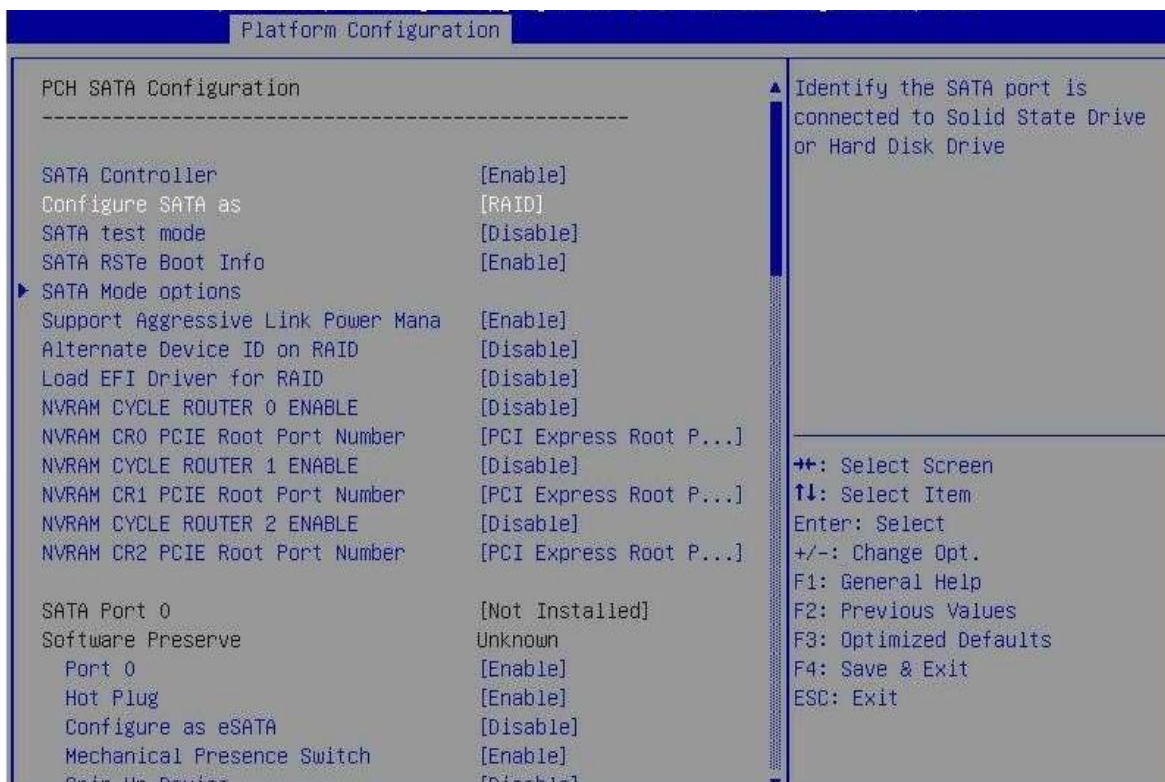 Platform Configuration
PCH SATA Configuration
--------------------------------------------------
SATA Controller [Enable]
Configure SATA as [RAID]
SATA test mode [Disable]
SATA RSTe Boot Info [Enable]
SATA Mode options
Support Aggressive Link Power Mana [Enable]
Alternate Device ID on RAID [Disable]
Load EFI Driver for RAID [Disable]
NVRAM CYCLE ROUTER 0 ENABLE [Disable]
NVRAM CR0 PCIE Root Port Number [PCI Express Root P...]
NVRAM CYCLE ROUTER 1 ENABLE [Disable]
NVRAM CR1 PCIE Root Port Number [PCI Express Root P...]
NVRAM CYCLE ROUTER 2 ENABLE [Disable]
NVRAM CR2 PCIE Root Port Number [PCI Express Root P...]
SATA Port 0 [Not Installed]
Software Preserve Unknown
Port 0 [Enable]
Hot Plug [Enable]
Configure as eSATA [Disable]
Mechanical Presence Switch [Enable]
Identify the SATA port is
connected to Solid State Drive
or Hard Disk Drive
→←: Select Screen
↑↓: Select Item
Enter: Select
+/-: Change Opt.
F1: General Help
F2: Previous Values
F3: Optimized Defaults
F4: Save & Exit
ESC: Exit